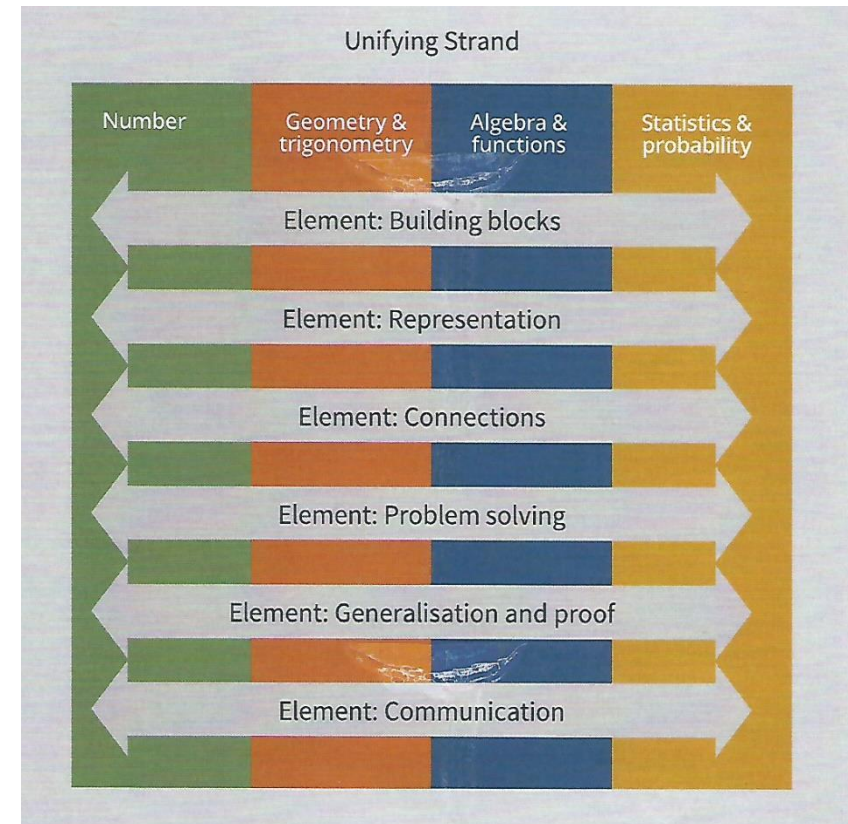 Unifying Strand
Number
Geometry &
trigonometry
Algebra &
functions
Statistics &
probability
Element: Building blocks
Element: Representation
Element: Connections
Element: Problem solving
Element: Generalisation and proof
Element: Communication